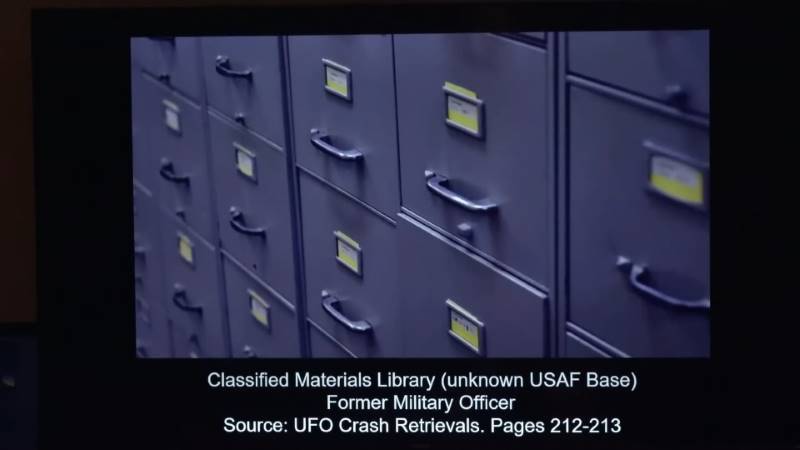 Classified Materials Library (unknown USAF Base)
Former Military Officer
Source: UFO Crash Retrievals. Pages 212-213